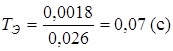 Tэ = 0,0018 / 0,026 = 0,07 (с)